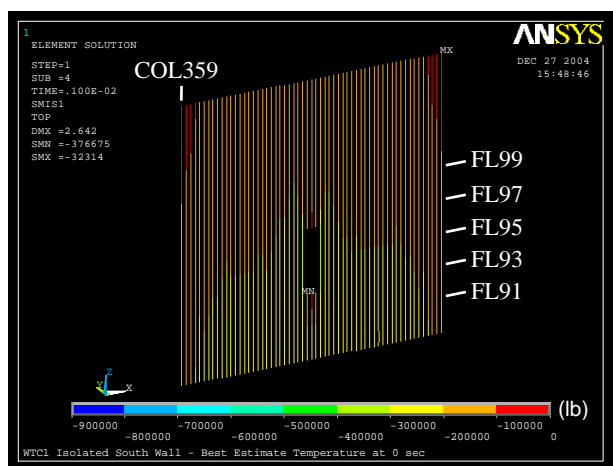 1
ANSYS
ELEMENT SOLUTION
DEC 27 2004
15:48:46
STEP=1
SUB =4
TIME=.100E-02
SMIS1
TOP
DMX =2.642
SMN =-376675
SMX =-32314
COL359
MX
FL99
FL97
FL95
FL93
FL91
MN
Z
Y
X
(lb)
-900000 -700000 -500000 -300000 -100000
-800000 -600000 -400000 -200000 0
WTC1 Isolated South Wall - Best Estimate Temperature at 0 sec